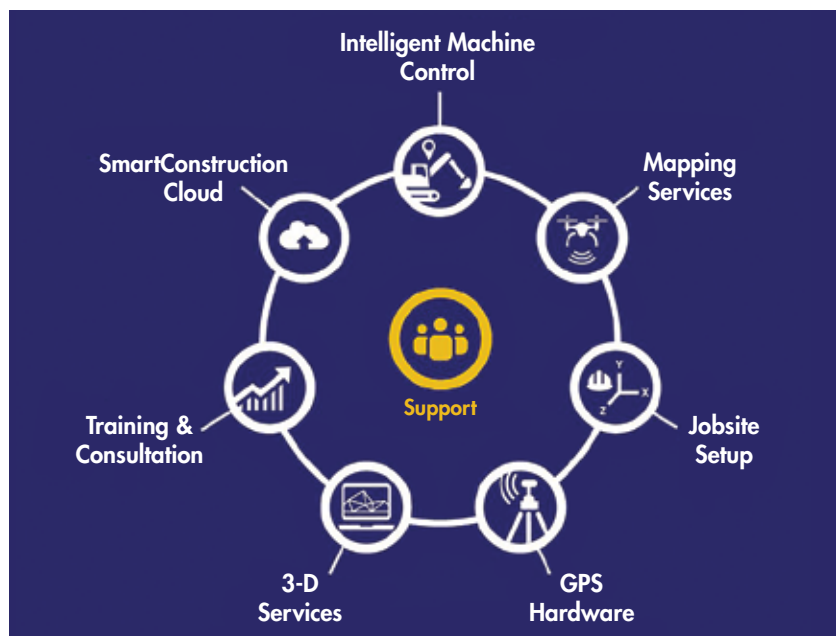 Intelligent Machine
Control
SmartConstruction
Cloud
Mapping
Services
Support
Training &
Consultation
Jobsite
Setup
3-D
Services
GPS
Hardware
Y
X
Z